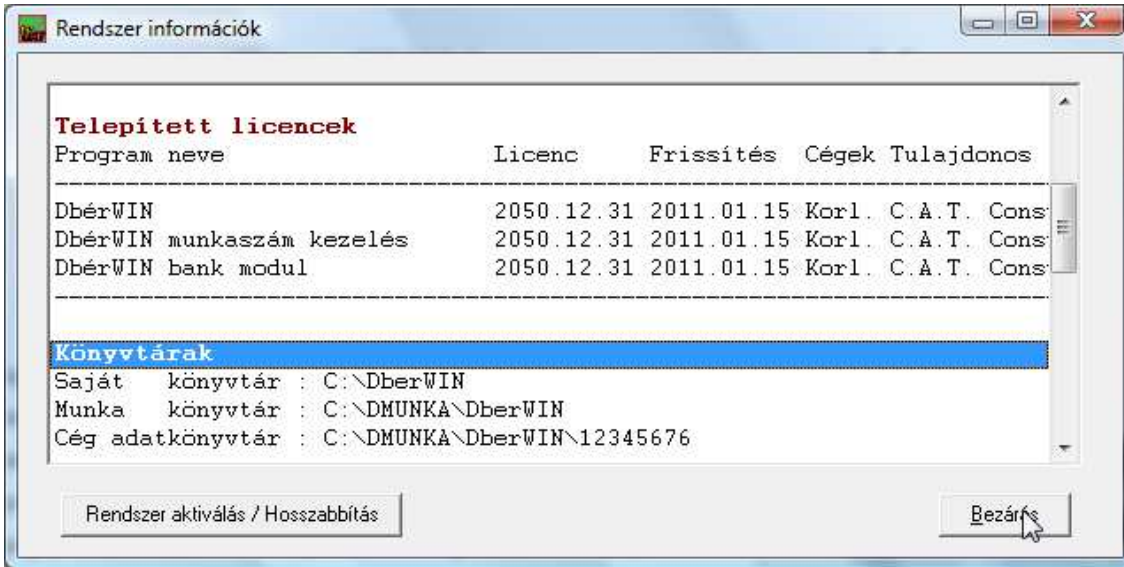 Rendszer információk
Telepített licencek
Program neve Licenc Frissítés Cégek Tulajdonos
DbérWIN 2050.12.31 2011.01.15 Korl. C.A.T. Cons
DbérWIN munkaszám kezelés 2050.12.31 2011.01.15 Korl. C.A.T. Cons
DbérWIN bank modul 2050.12.31 2011.01.15 Korl. C.A.T. Cons
Könyvtárak
Saját könyvtár : C:\DberWIN
Munka könyvtár : C:\DMUNKA\DberWIN
Cég adatkönyvtár : C:\DMUNKA\DberWIN\12345676
Rendszer aktiválás / Hosszabbítás
Bezárás